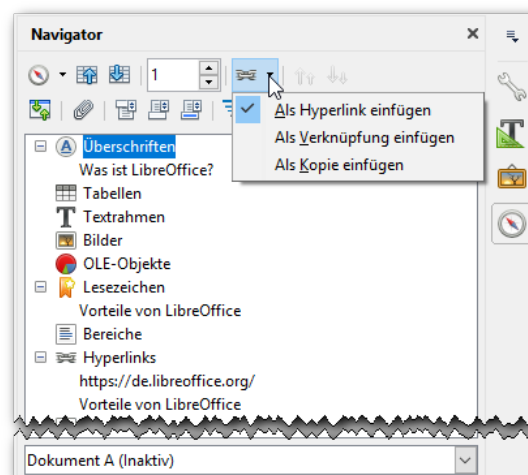 Navigator
1
Als Hyperlink einfügen
Als Verknüpfung einfügen
Als Kopie einfügen
Überschriften
Was ist LibreOffice?
Tabellen
Textrahmen
Bilder
OLE-Objekte
Lesezeichen
Vorteile von LibreOffice
Bereiche
Hyperlinks
https://de.libreoffice.org/
Vorteile von LibreOffice
Dokument A (Inaktiv)